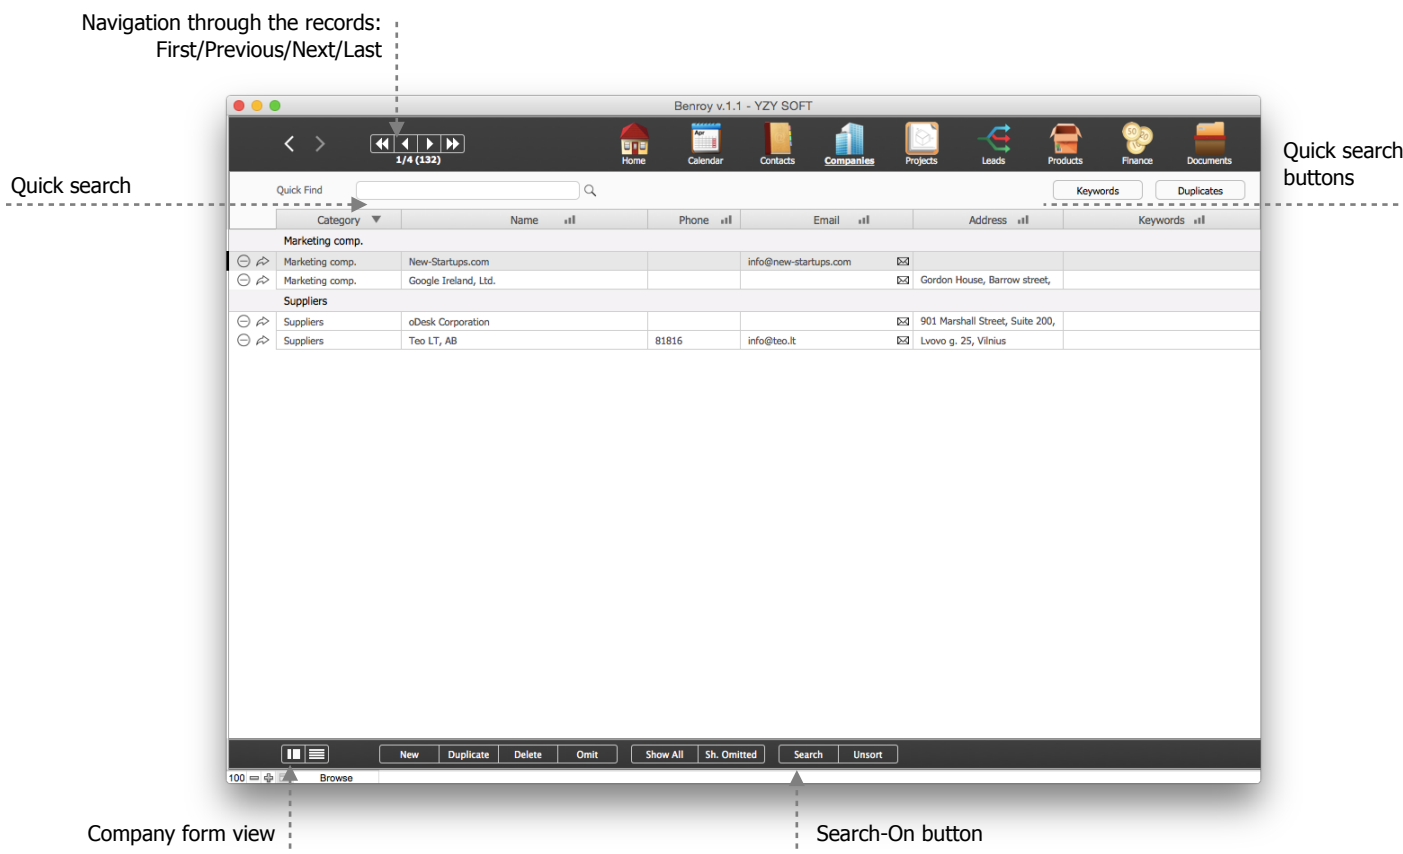 Navigation through the records:
First/Previous/Next/Last
Benroy v.1.1 - YZY SOFT
1/4 (132)
Apr
Home
Calendar
Contacts
Companies
Projects
Leads
Products
50
20
Finance
Documents
Quick search
buttons
Quick search
Quick Find
Keywords
Duplicates
Category
Name
Phone
Email
Address
Keywords
Marketing comp.
Marketing comp. New-Startups.com info@new-startups.com
Marketing comp. Google Ireland, Ltd. Gordon House, Barrow street,
Suppliers
Suppliers oDesk Corporation 901 Marshall Street, Suite 200,
Suppliers Teo LT, AB 81816 info@teo.lt Lvovo g. 25, Vilnius
New
Duplicate
Delete
Omit
Show All
Sh. Omitted
Search
Unsort
100
Browse
Company form view
Search-On button